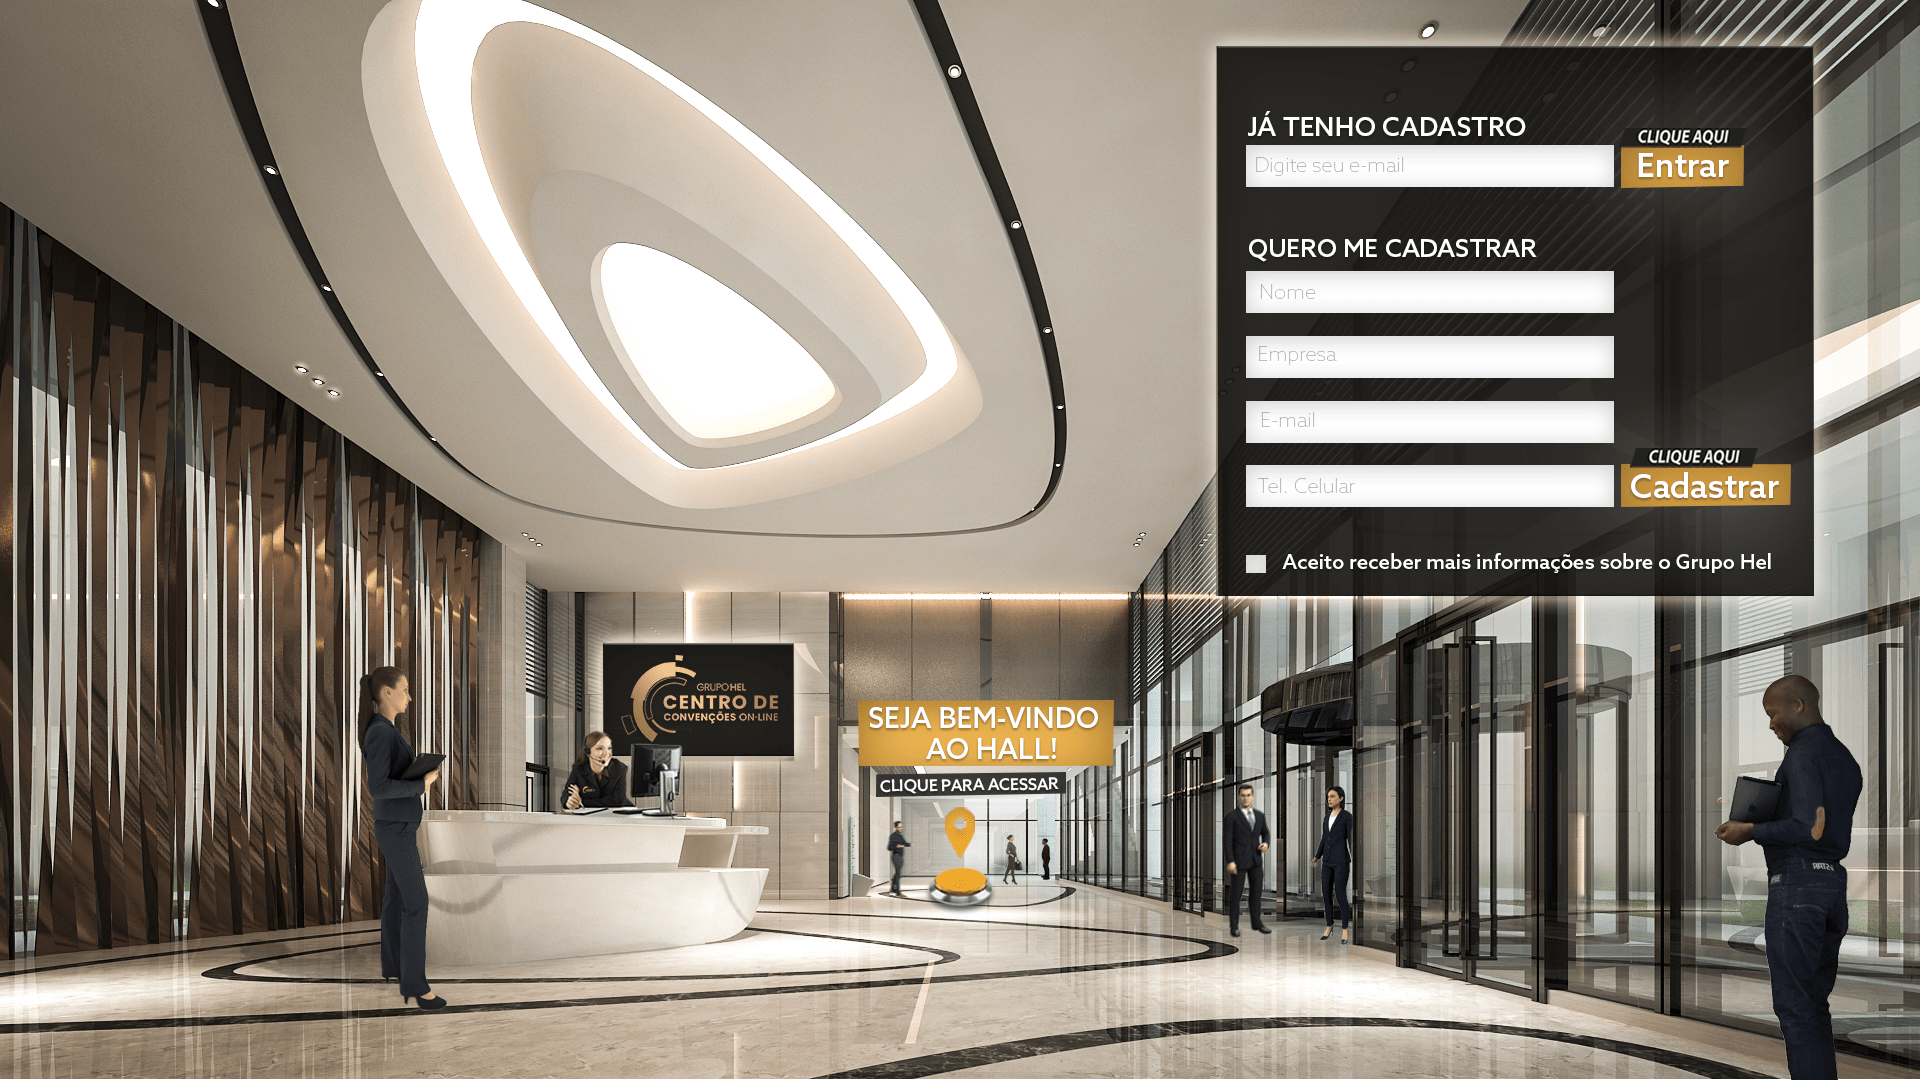 JÁ TENHO CADASTRO
Digite seu e-mail
CLIQUE AQUI
Entrar
QUERO ME CADASTRAR
Nome
Empresa
E-mail
Tel. Celular
CLIQUE AQUI
Cadastrar
Aceito receber mais informações sobre o Grupo Hel
GRUPO HEL
CENTRO DE
CONVENÇÕES ON-LINE
SEJA BEM-VINDO
AO HALL!
CLIQUE PARA ACESSAR